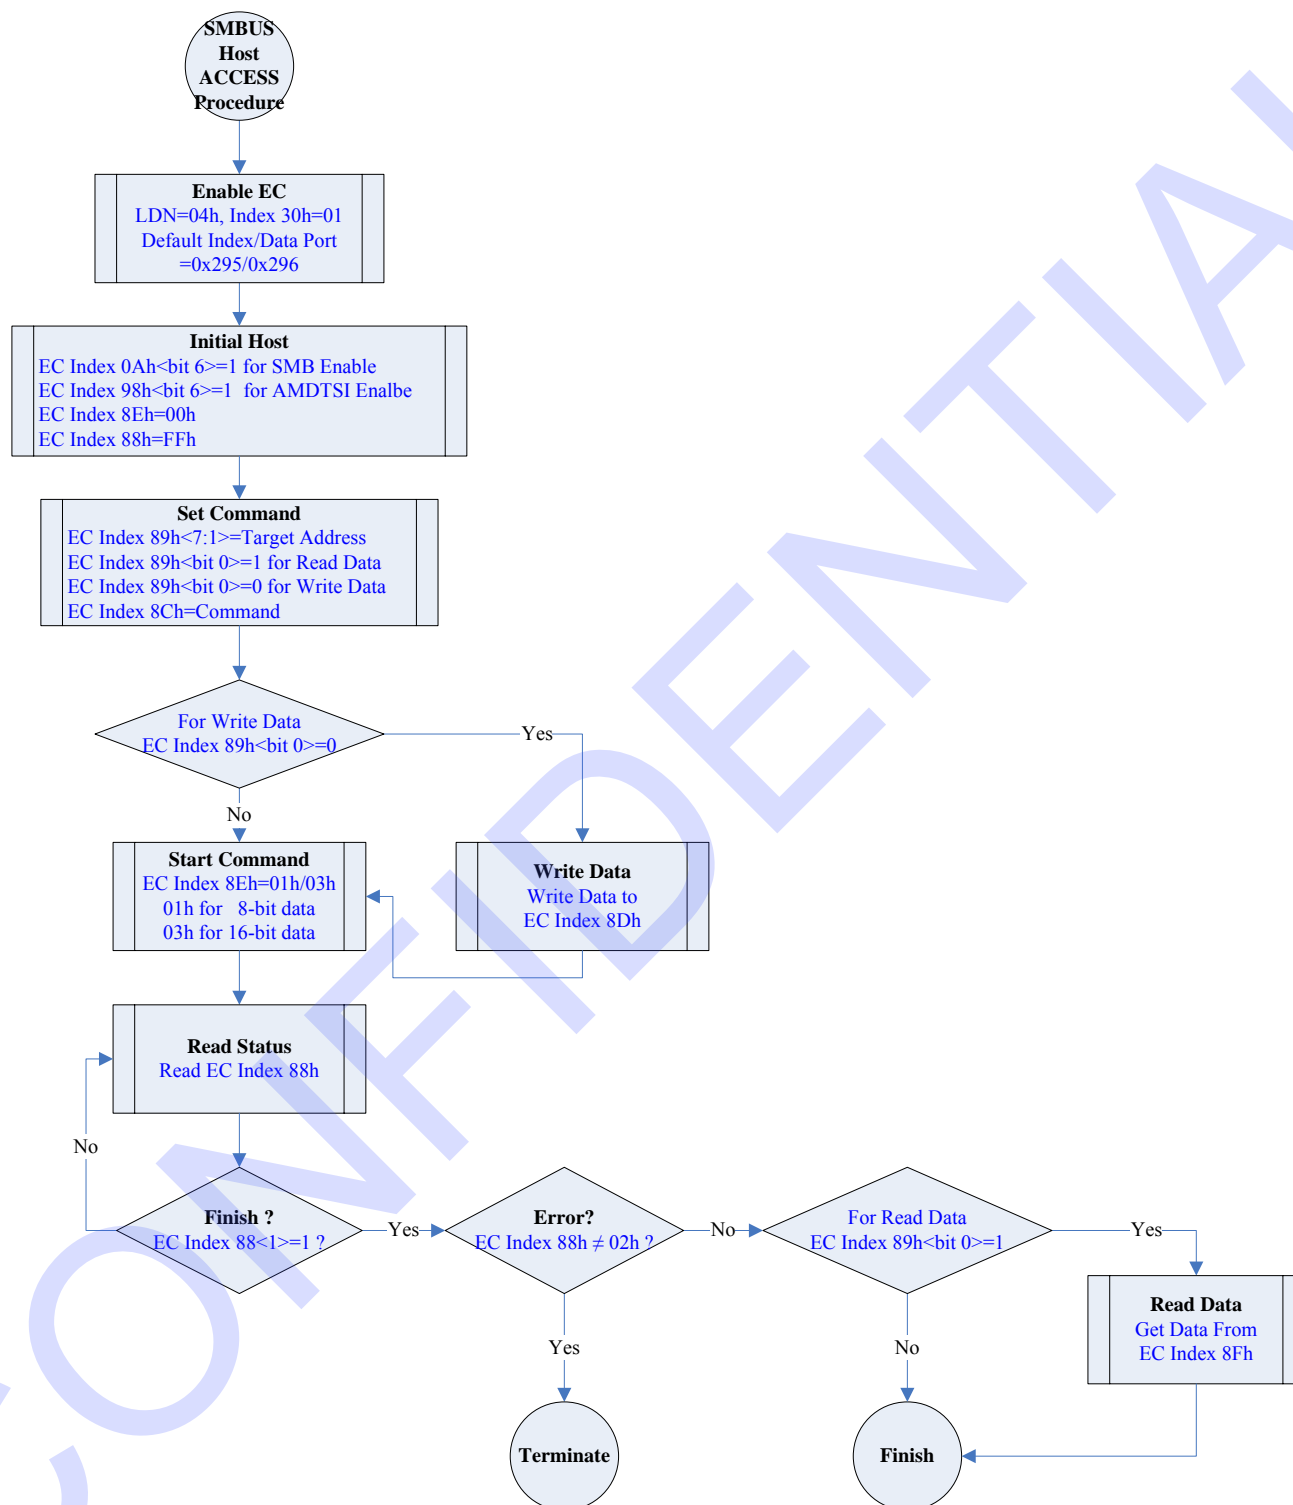 SMBUS
Host
ACCESS
Procedure
Enable EC
LDN=04h, Index 30h=01
Default Index/Data Port
=0x295/0x296
Initial Host
EC Index 0Ah<bit 6>=1 for SMB Enable
EC Index 98h<bit 6>=1  for AMDTSI Enalbe
EC Index 8Eh=00h
EC Index 88h=FFh
Set Command
EC Index 89h<7:1>=Target Address
EC Index 89h<bit 0>=1 for Read Data
EC Index 89h<bit 0>=0 for Write Data
EC Index 8Ch=Command
For Write Data
EC Index 89h<bit 0>=0
Yes
No
Start Command
EC Index 8Eh=01h/03h
01h for   8-bit data
03h for 16-bit data
Write Data
Write Data to
EC Index 8Dh
Read Status
Read EC Index 88h
No
Finish ?
EC Index 88<1>=1 ?
Yes
Error?
EC Index 88h ≠ 02h ?
No
For Read Data
EC Index 89h<bit 0>=1
Yes
Read Data
Get Data From
EC Index 8Fh
Yes
No
Terminate
Finish
CONFIDENTIAL